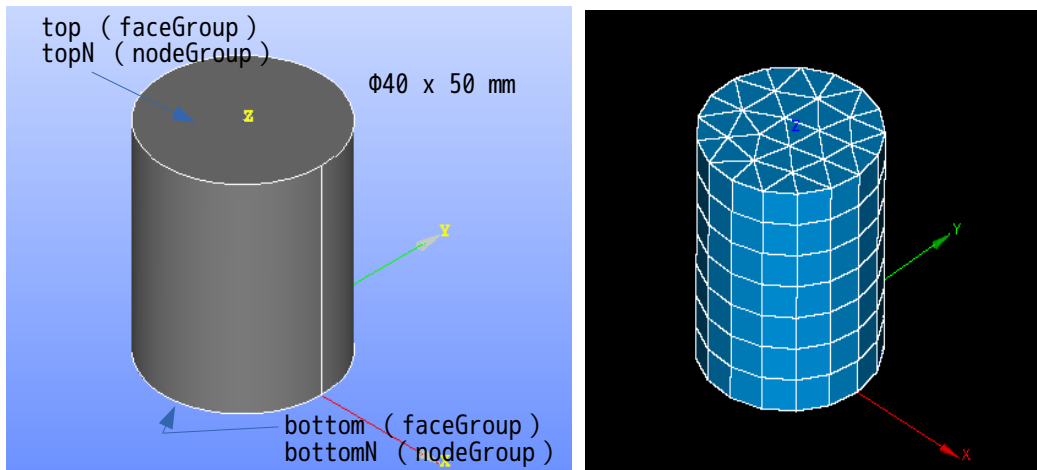 top (faceGroup)
topN (nodeGroup)
Φ40 x 50 mm
Z
Y
bottom (faceGroup)
bottomN (nodeGroup)
X
Z
Y
X